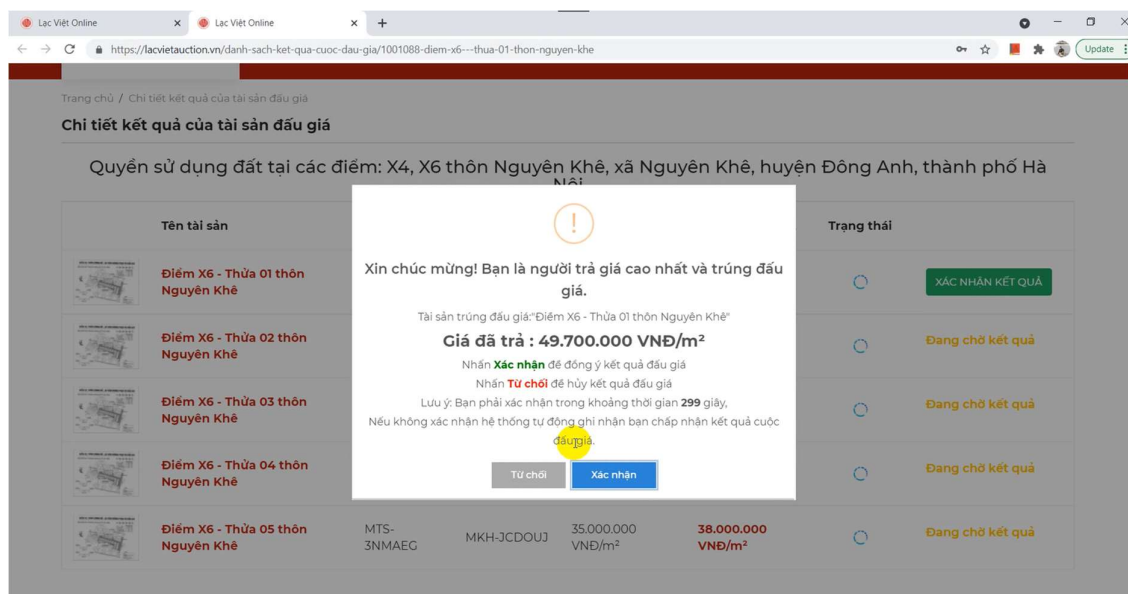 Lạc Việt Online
Lạc Việt Online
https://lacvietauction.vn/danh-sach-ket-qua-cuoc-dau-gia/1001088-diem-x6---thua-01-thon-nguyen-khe
Update
Trang chủ / Chi tiết kết quả của tài sản đấu giá
Chi tiết kết quả của tài sản đấu giá
Quyền sử dụng đất tại các điểm: X4, X6 thôn Nguyên Khê, xã Nguyên Khê, huyện Đông Anh, thành phố Hà
Nội
Tên tài sản
Trạng thái
Điểm X6 - Thửa 01 thôn
Nguyên Khê
XÁC NHẬN KẾT QUẢ
Xin chúc mừng! Bạn là người trả giá cao nhất và trúng đấu
giá.
Tài sản trúng đấu giá:"Điểm X6 - Thửa 01 thôn Nguyên Khê"
Giá đã trả : 49.700.000 VNĐ/m²
Nhấn Xác nhận để đồng ý kết quả đấu giá
Nhấn Từ chối để hủy kết quả đấu giá
Lưu ý: Bạn phải xác nhận trong khoảng thời gian 299 giây,
Nếu không xác nhận hệ thống tự động ghi nhận bạn chấp nhận kết quả cuộc
đấu giá.
Từ chối
Xác nhận
Điểm X6 - Thửa 02 thôn
Nguyên Khê
Đang chờ kết quả
Điểm X6 - Thửa 03 thôn
Nguyên Khê
Đang chờ kết quả
Điểm X6 - Thửa 04 thôn
Nguyên Khê
Đang chờ kết quả
Điểm X6 - Thửa 05 thôn
Nguyên Khê
MTS-
3NMAEG
MKH-JCDOUJ
35.000.000
VNĐ/m²
38.000.000
VNĐ/m²
Đang chờ kết quả